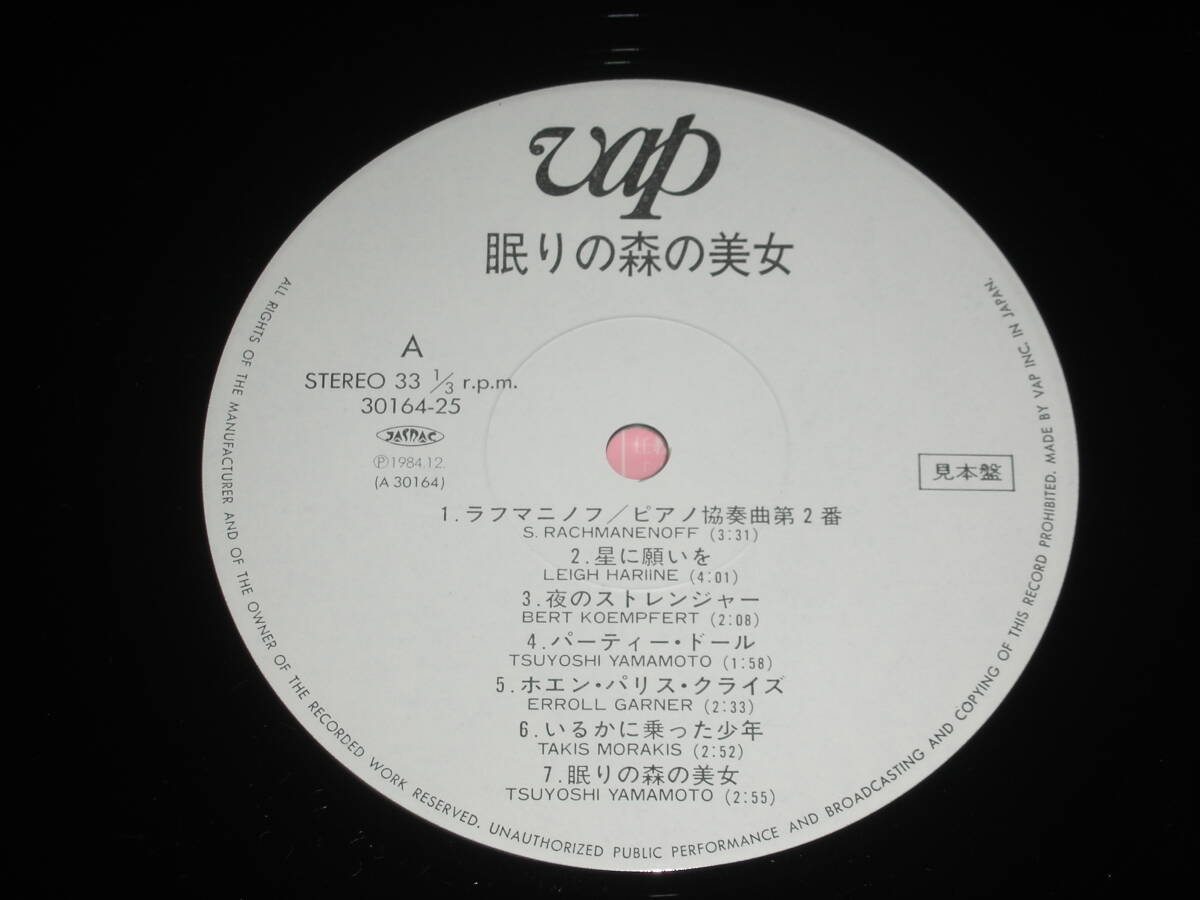 vap
眠りの森の美女
A
STEREO 33 1/3 r.p.m.
30164-25
JASRAC
Ⓟ1984.12.
(A 30164)
見本盤
1.ラフマニノフ/ピアノ協奏曲第2番
S. RACHMANENOFF (3:31)
2.星に願いを
LEIGH HARIINE (4:01)
3.夜のストレンジャー
BERT KOEMPFERT (2:08)
4.パーティー・ドール
TSUYOSHI YAMAMOTO (1:58)
5.ホエン・パリス・クライズ
ERROLL GARNER (2:33)
6.いるかに乗った少年
TAKIS MORAKIS (2:52)
7.眠りの森の美女
TSUYOSHI YAMAMOTO (2:55)
ALL RIGHTS OF THE MANUFACTURER AND OF THE OWNER OF THE RECORDED WORK RESERVED. UNAUTHORIZED PUBLIC PERFORMANCE AND BROADCASTING AND COPYING OF THIS RECORD PROHIBITED. MADE BY VAP INC. IN JAPAN.